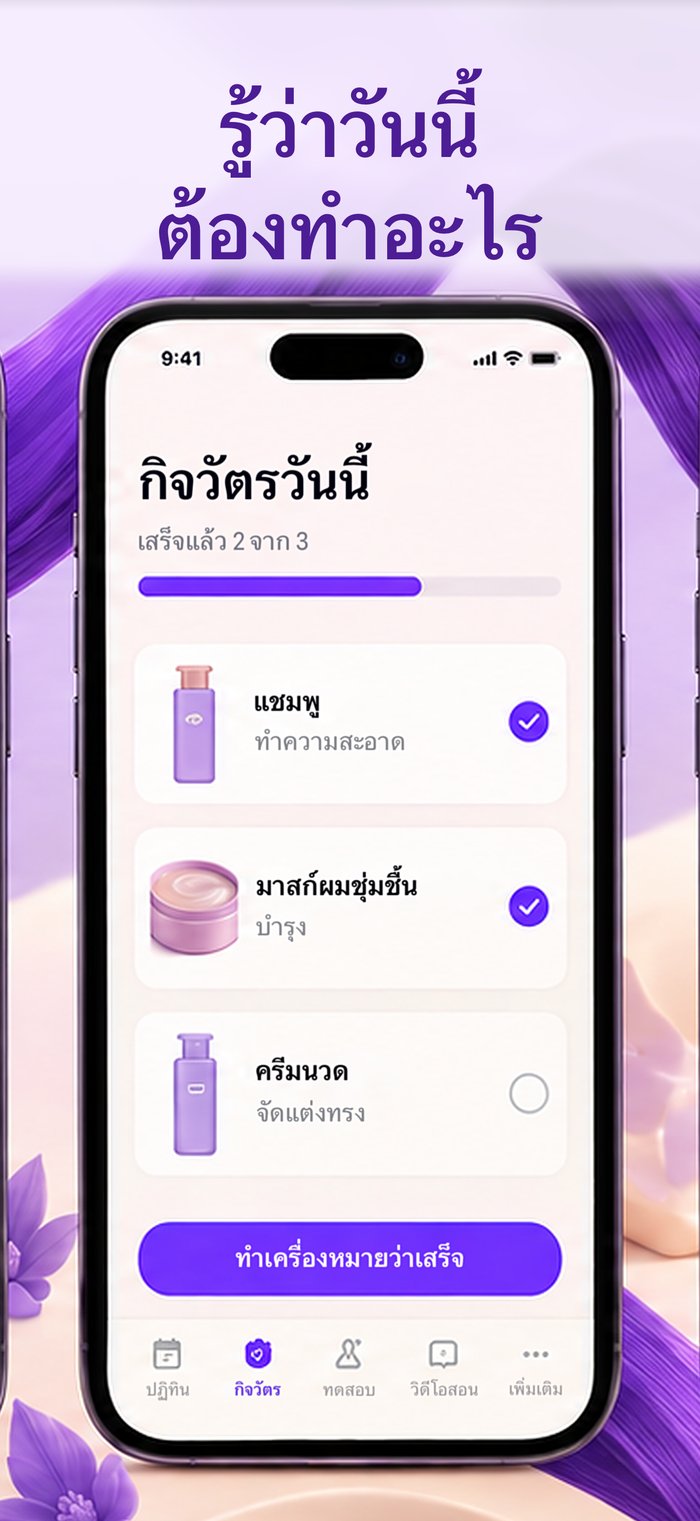 รู้ว่าวันนี้
ต้องทำอะไร
9:41
กิจวัตรวันนี้
เสร็จแล้ว 2 จาก 3
แชมพู
ทำความสะอาด
มาสก์ผมชุ่มชื้น
บำรุง
ครีมนวด
จัดแต่งทรง
ทำเครื่องหมายว่าเสร็จ
ปฏิทิน
กิจวัตร
ทดสอบ
วิดีโอสอน
เพิ่มเติม